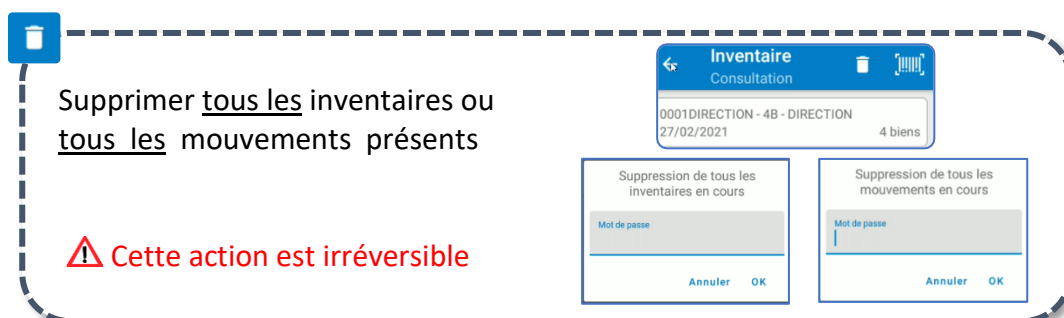 Supprimer tous les inventaires ou
tous les mouvements présents
Cette action est irréversible
Inventaire
Consultation
0001DIRECTION - 4B - DIRECTION
27/02/2021 4 biens
Suppression de tous les
inventaires en cours
Mot de passe
Annuler OK
Suppression de tous les
mouvements en cours
Mot de passe
Annuler OK